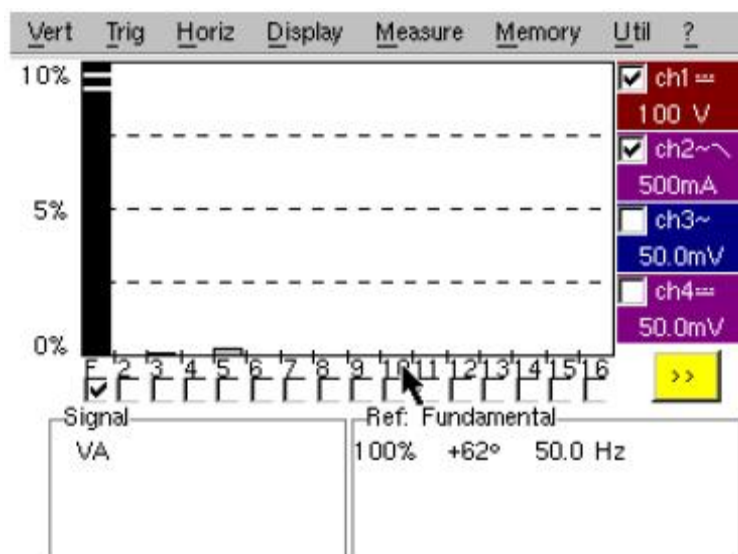 Vert Trig Horiz Display Measure Memory Util ?
10%
5%
0%
ch1
100 V
ch2~
500mA
ch3~
50.0mV
ch4
50.0mV
F 2 3 4 5 6 7 8 9 10 11 12 13 14 15 16
>>
Signal
VA
Ref: Fundamental
100% +62° 50.0 Hz